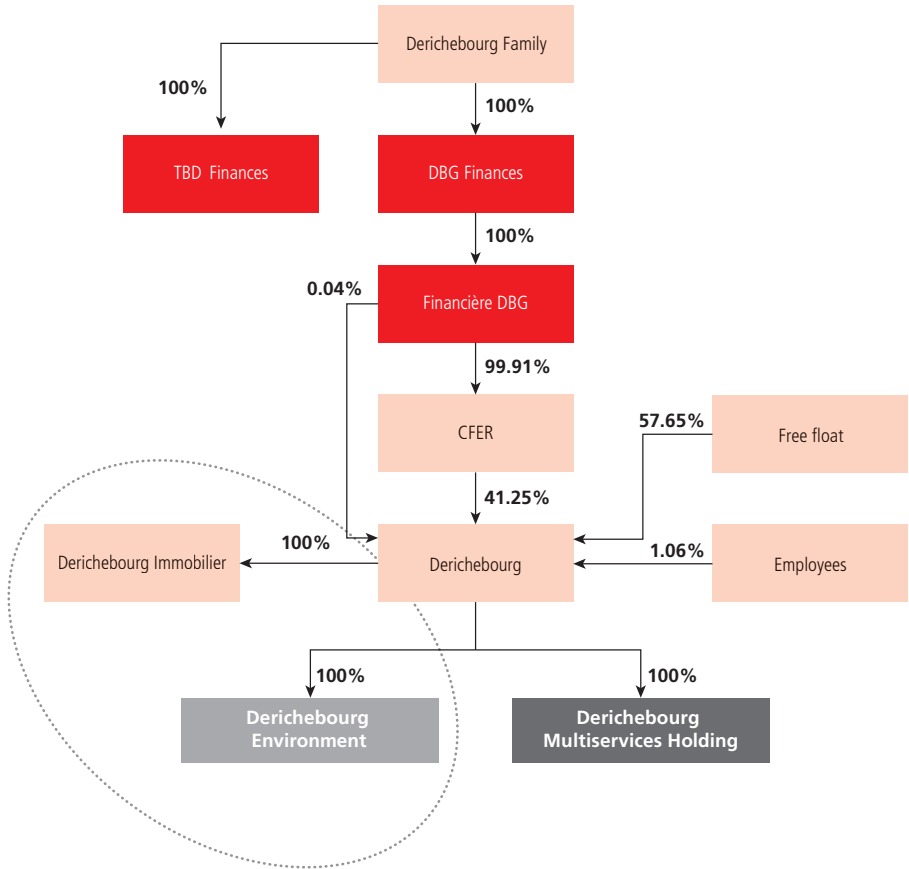 Derichebourg Family
100%
100%
TBD Finances
DBG Finances
100%
0.04%
Financière DBG
99.91%
57.65%
CFER
Free float
41.25%
100%
1.06%
Derichebourg Immobilier
Derichebourg
Employees
100%
100%
Derichebourg
Environment
Derichebourg
Multiservices Holding